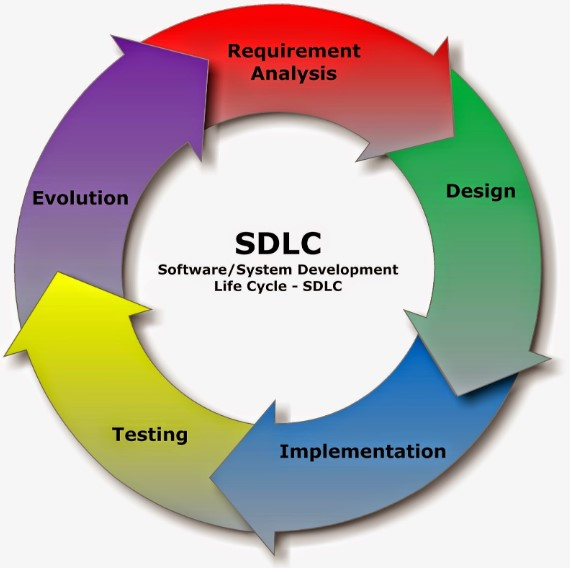 Requirement
Analysis
Design
Evolution
SDLC
Software/System Development
Life Cycle - SDLC
Testing
Implementation